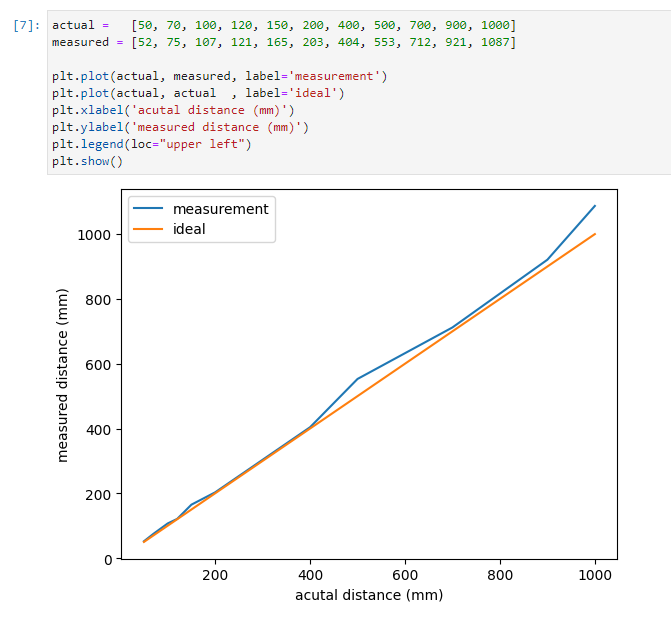 [7]: actual =   [50, 70, 100, 120, 150, 200, 400, 500, 700, 900, 1000]
measured = [52, 75, 107, 121, 165, 203, 404, 553, 712, 921, 1087]
plt.plot(actual, measured, label='measurement')
plt.plot(actual, actual  , label='ideal')
plt.xlabel('acutal distance (mm)')
plt.ylabel('measured distance (mm)')
plt.legend(loc="upper left")
plt.show()
measurement
ideal
1000
800
600
400
200
0
measured distance (mm)
200 400 600 800 1000
acutal distance (mm)